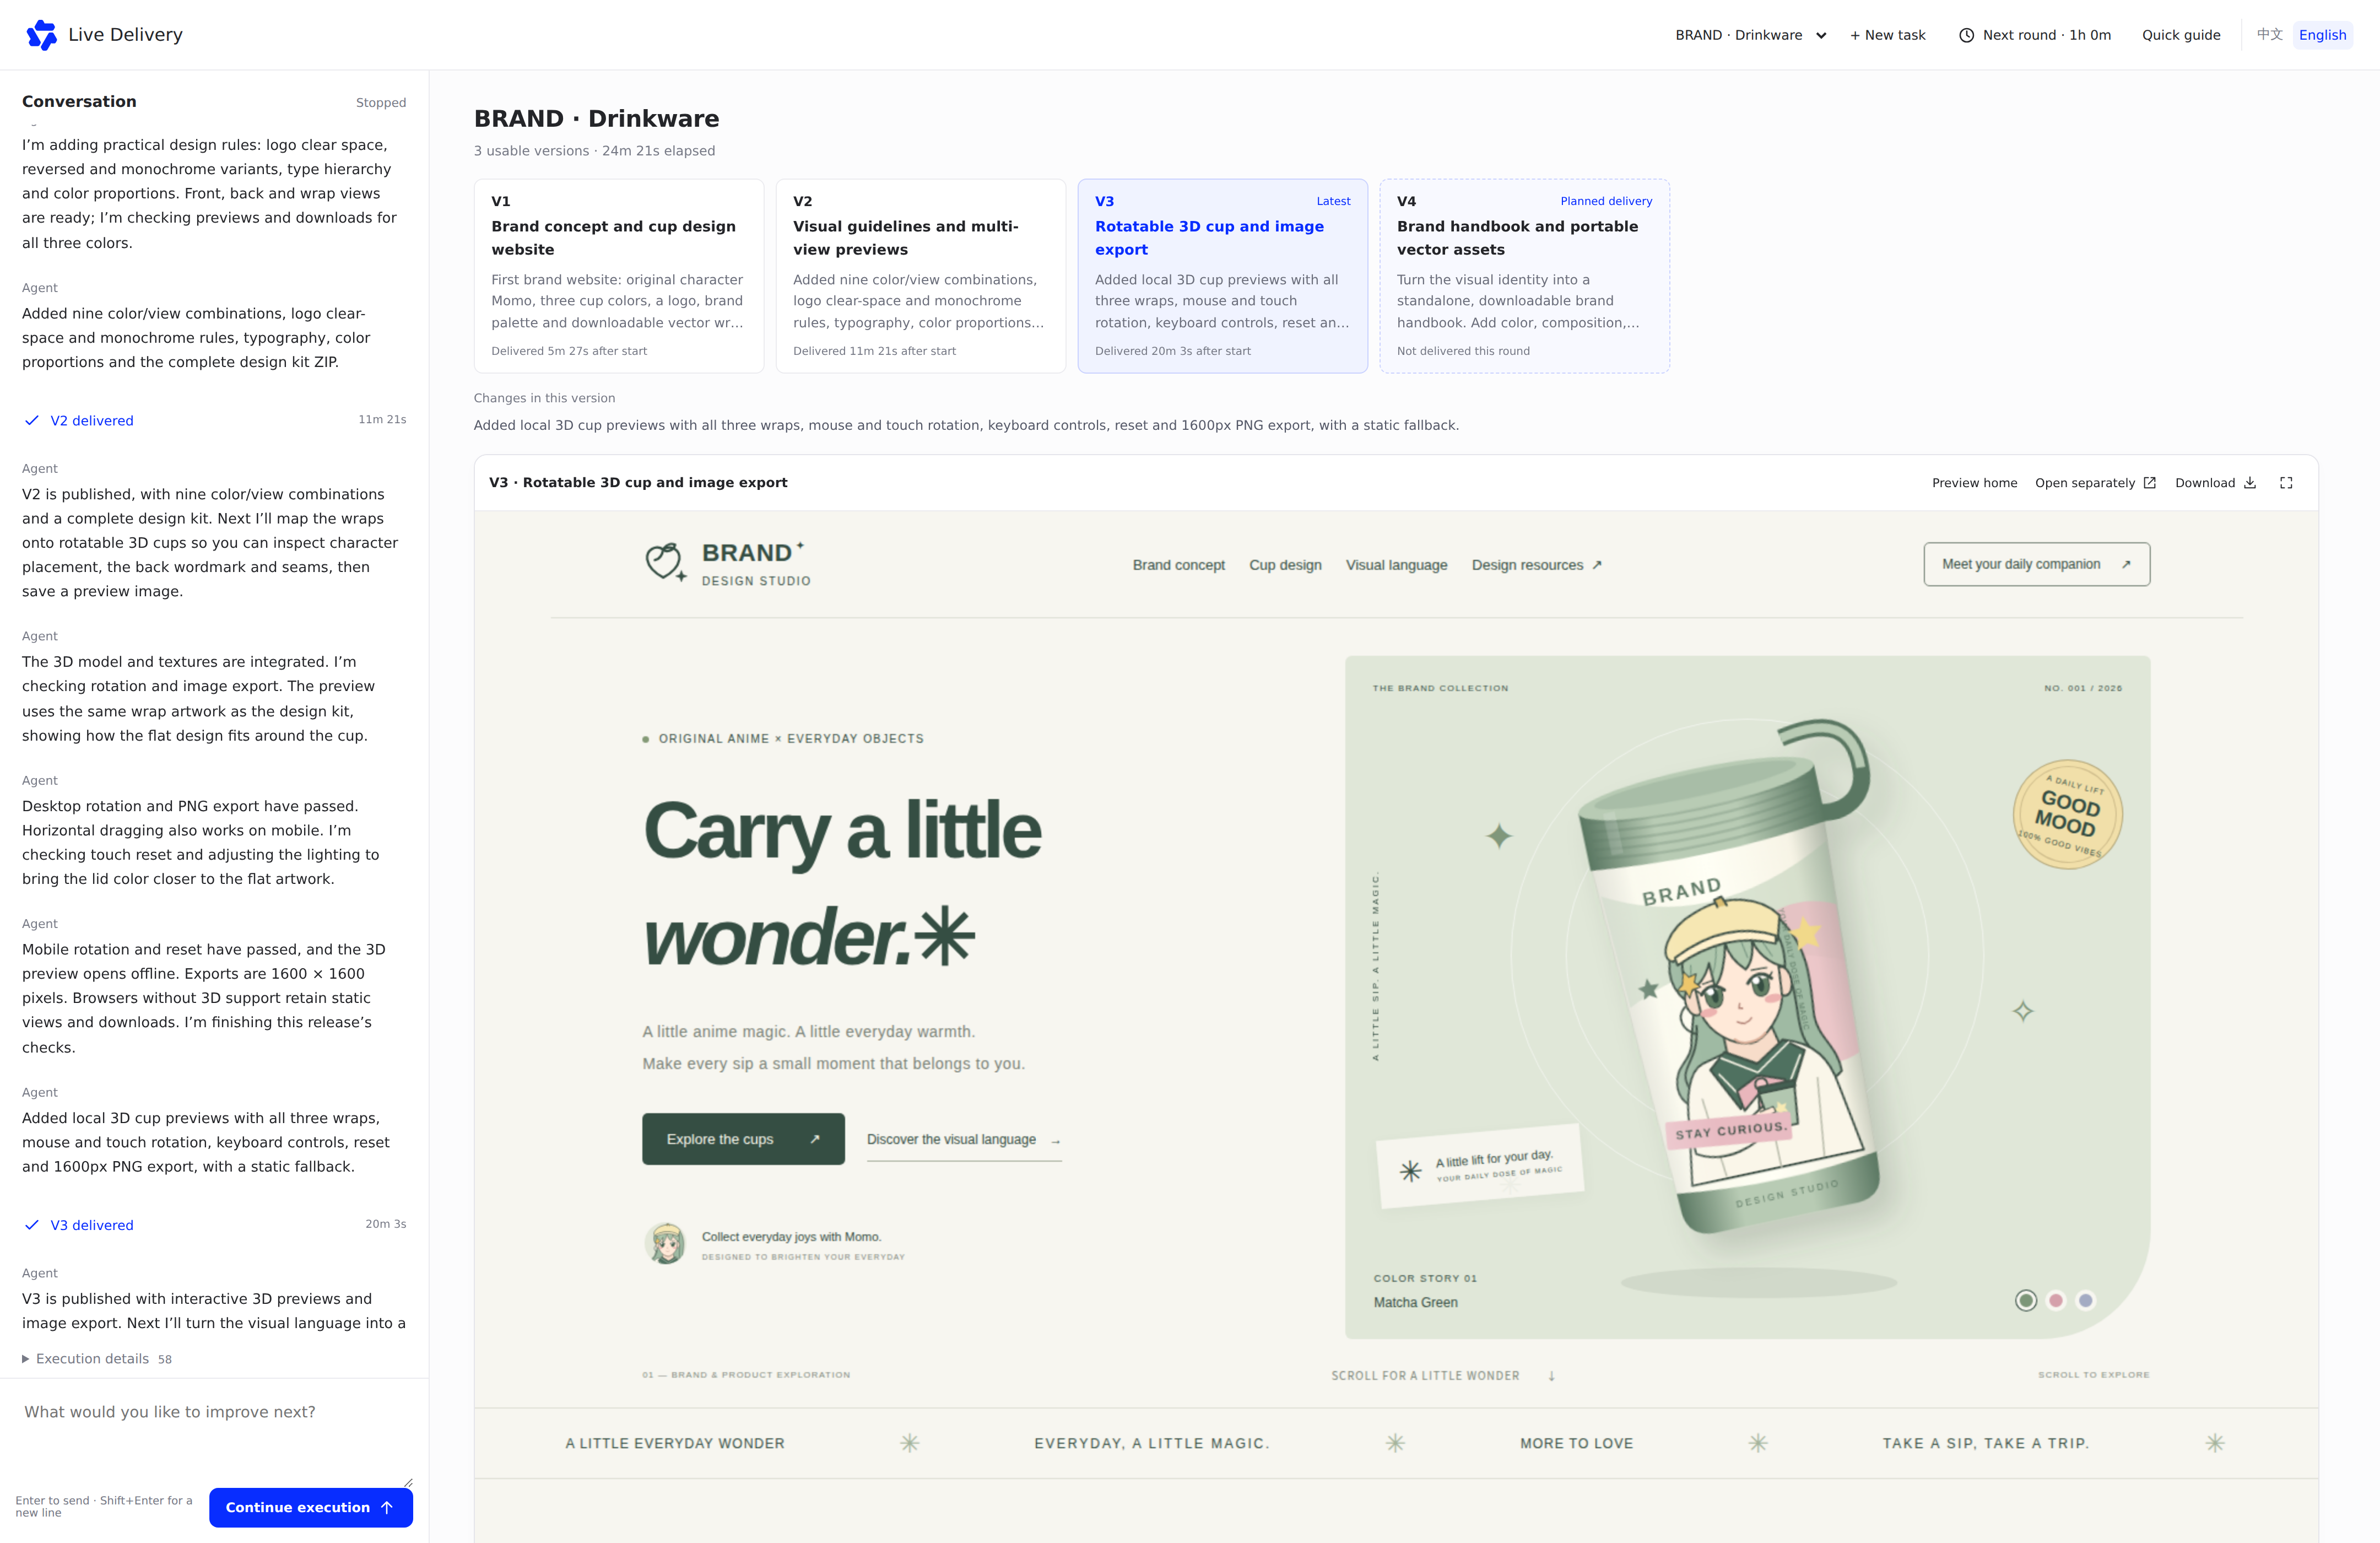 Live Delivery
BRAND · Drinkware
+ New task
Next round · 1h 0m
Quick guide
中文
English
Conversation
Stopped
I’m adding practical design rules: logo clear space,
reversed and monochrome variants, type hierarchy
and color proportions. Front, back and wrap views
are ready; I’m checking previews and downloads for
all three colors.
Agent
Added nine color/view combinations, logo clear-
space and monochrome rules, typography, color
proportions and the complete design kit ZIP.
V2 delivered
11m 21s
Agent
V2 is published, with nine color/view combinations
and a complete design kit. Next I’ll map the wraps
onto rotatable 3D cups so you can inspect character
placement, the back wordmark and seams, then
save a preview image.
Agent
The 3D model and textures are integrated. I’m
checking rotation and image export. The preview
uses the same wrap artwork as the design kit,
showing how the flat design fits around the cup.
Agent
Desktop rotation and PNG export have passed.
Horizontal dragging also works on mobile. I’m
checking touch reset and adjusting the lighting to
bring the lid color closer to the flat artwork.
Agent
Mobile rotation and reset have passed, and the 3D
preview opens offline. Exports are 1600 × 1600
pixels. Browsers without 3D support retain static
views and downloads. I’m finishing this release’s
checks.
Agent
Added local 3D cup previews with all three wraps,
mouse and touch rotation, keyboard controls, reset
and 1600px PNG export, with a static fallback.
V3 delivered
20m 3s
Agent
V3 is published with interactive 3D previews and
image export. Next I’ll turn the visual language into a
Execution details 58
What would you like to improve next?
Enter to send · Shift+Enter for a
new line
Continue execution
BRAND · Drinkware
3 usable versions · 24m 21s elapsed
V1
Brand concept and cup design
website
First brand website: original character
Momo, three cup colors, a logo, brand
palette and downloadable vector wr…
Delivered 5m 27s after start
V2
Visual guidelines and multi-
view previews
Added nine color/view combinations,
logo clear-space and monochrome
rules, typography, color proportions…
Delivered 11m 21s after start
V3
Latest
Rotatable 3D cup and image
export
Added local 3D cup previews with all
three wraps, mouse and touch
rotation, keyboard controls, reset an…
Delivered 20m 3s after start
V4
Planned delivery
Brand handbook and portable
vector assets
Turn the visual identity into a
standalone, downloadable brand
handbook. Add color, composition,…
Not delivered this round
Changes in this version
Added local 3D cup previews with all three wraps, mouse and touch rotation, keyboard controls, reset and 1600px PNG export, with a static fallback.
V3 · Rotatable 3D cup and image export
Preview home
Open separately
Download
BRAND
DESIGN STUDIO
Brand concept
Cup design
Visual language
Design resources ↗
Meet your daily companion ↗
ORIGINAL ANIME × EVERYDAY OBJECTS
Carry a little
wonder.✳
A little anime magic. A little everyday warmth.
Make every sip a small moment that belongs to you.
Explore the cups ↗
Discover the visual language →
Collect everyday joys with Momo.
DESIGNED TO BRIGHTEN YOUR EVERYDAY
THE BRAND COLLECTION
NO. 001 / 2026
A LITTLE SIP. A LITTLE MAGIC.
A DAILY LIFT
GOOD
MOOD
100% GOOD VIBES
BRAND
YOUR DAILY DOSE OF MAGIC
STAY CURIOUS.
DESIGN STUDIO
A little lift for your day.
YOUR DAILY DOSE OF MAGIC
COLOR STORY 01
Matcha Green
01 — BRAND & PRODUCT EXPLORATION
SCROLL FOR A LITTLE WONDER ↓
SCROLL TO EXPLORE
A LITTLE EVERYDAY WONDER ✳ EVERYDAY, A LITTLE MAGIC. ✳ MORE TO LOVE ✳ TAKE A SIP, TAKE A TRIP. ✳